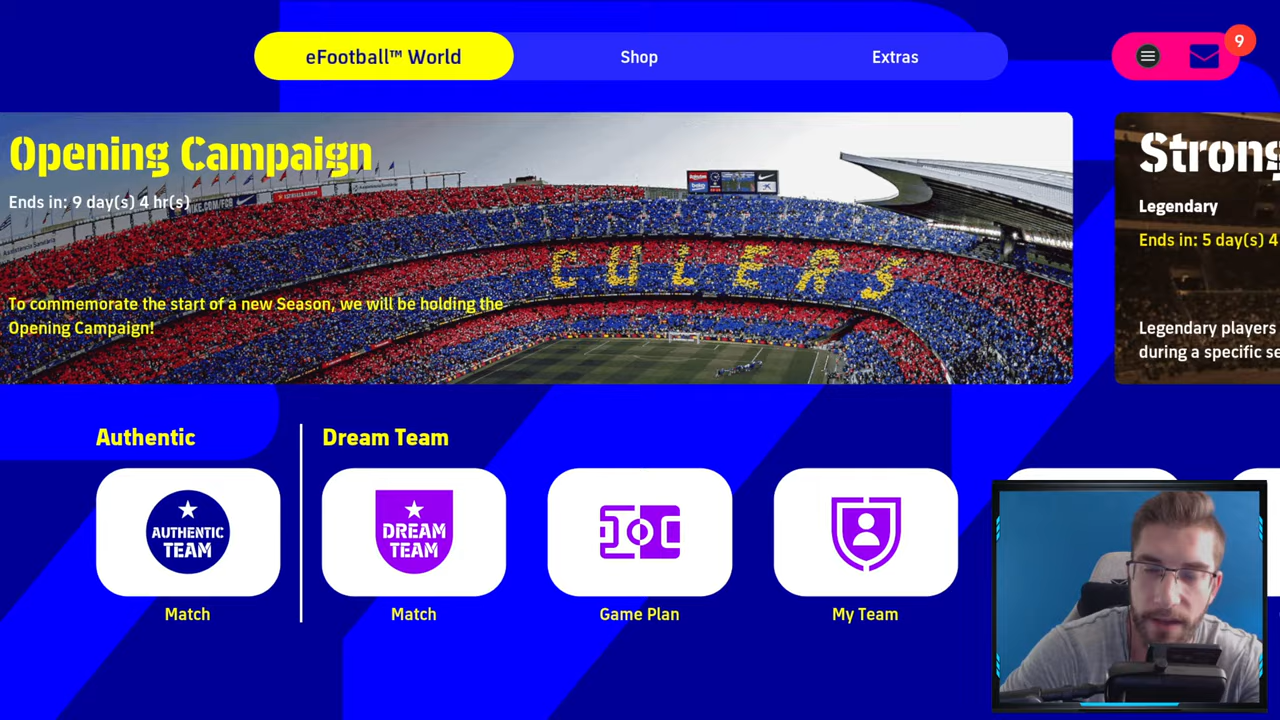 eFootball™ World
Shop
Extras
9
Opening Campaign
Ends in: 9 day(s) 4 hr(s)
To commemorate the start of a new Season, we will be holding the
Opening Campaign!
CULERS
Strong
Legendary
Ends in: 5 day(s) 4
Legendary players
during a specific se
Authentic
Dream Team
AUTHENTIC
TEAM
DREAM
TEAM
Match
Match
Game Plan
My Team